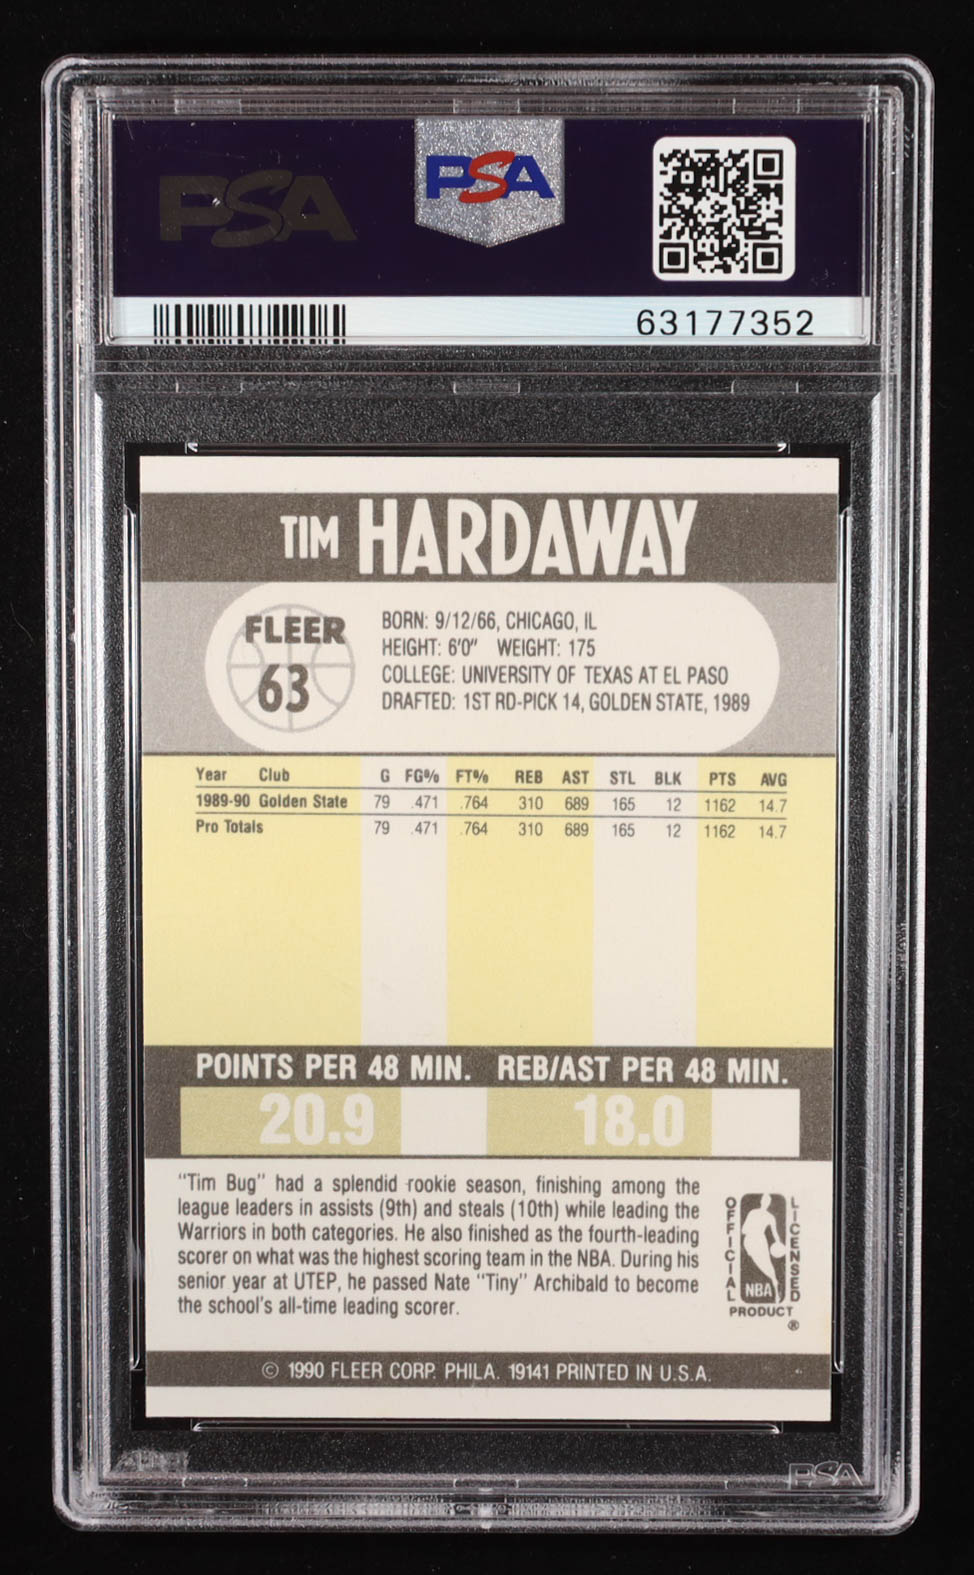 PSA
PSA
63177352
TIM HARDAWAY
FLEER
63
BORN: 9/12/66, CHICAGO, IL
HEIGHT: 6'0" WEIGHT: 175
COLLEGE: UNIVERSITY OF TEXAS AT EL PASO
DRAFTED: 1ST RD-PICK 14, GOLDEN STATE, 1989
Year Club G FG% FT% REB AST STL BLK PTS AVG
1989-90 Golden State 79 .471 .764 310 689 165 12 1162 14.7
Pro Totals 79 .471 .764 310 689 165 12 1162 14.7
POINTS PER 48 MIN. REB/AST PER 48 MIN.
20.9 18.0
"Tim Bug" had a splendid rookie season, finishing among the
league leaders in assists (9th) and steals (10th) while leading the
Warriors in both categories. He also finished as the fourth-leading
scorer on what was the highest scoring team in the NBA. During his
senior year at UTEP, he passed Nate "Tiny" Archibald to become
the school's all-time leading scorer.
OFFICIAL
LICENSED
NBA
PRODUCT
®
© 1990 FLEER CORP. PHILA. 19141 PRINTED IN U.S.A.
PSA